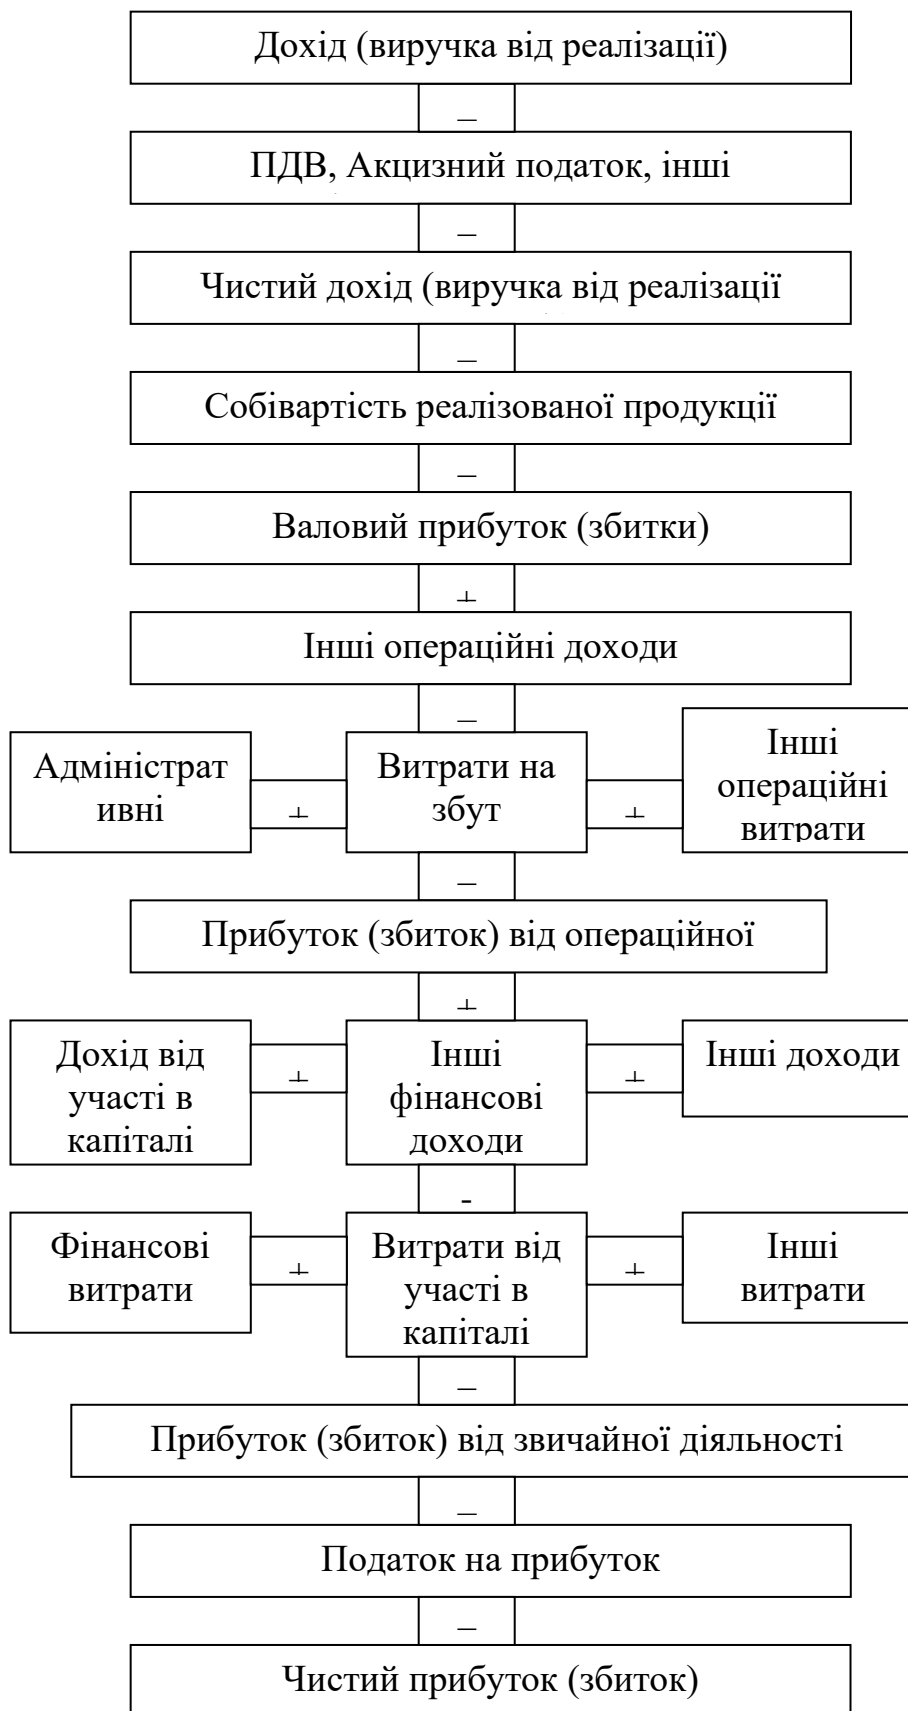 Дохід (виручка від реалізації)
_
ПДВ, Акцизний податок, інші
_
Чистий дохід (виручка від реалізації
_
Собівартість реалізованої продукції
_
Валовий прибуток (збитки)
+
Інші операційні доходи
_
Адміністрат
ивні
+
Витрати на
збут
+
Інші
операційні
витрати
_
Прибуток (збиток) від операційної
+
Дохід від
участі в
капіталі
+
Інші
фінансові
доходи
+
Інші доходи
-
Фінансові
витрати
+
Витрати від
участі в
капіталі
+
Інші
витрати
_
Прибуток (збиток) від звичайної діяльності
_
Податок на прибуток
_
Чистий прибуток (збиток)